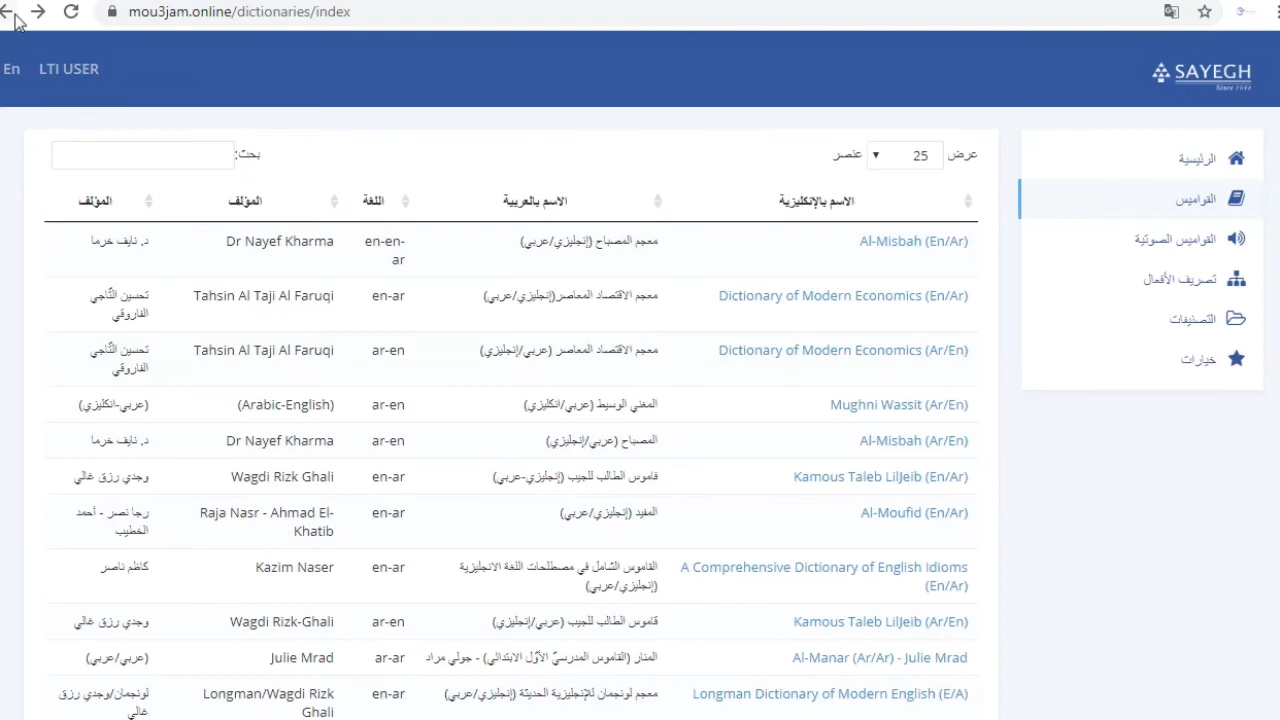 mou3jam.online/dictionaries/index
En LTI USER
SAYEGH
Since 1944
الرئيسية
القواميس
القواميس الصوتية
تصريف الأفعال
التصنيفات
خيارات
عرض 25 عنصر
بحث:
الاسم بالإنكليزية الاسم بالعربية اللغة المؤلف المؤلف
Al-Misbah (En/Ar) معجم المصباح (إنجليزي/عربي) en-en- Dr Nayef Kharma د. نايف خرما
ar
Dictionary of Modern Economics (En/Ar) معجم الاقتصاد المعاصر(إنجليزي/عربي) en-ar Tahsin Al Taji Al Faruqi تحسين التّاجي
الفاروقي
Dictionary of Modern Economics (Ar/En) معجم الاقتصاد المعاصر (عربي/إنجليزي) ar-en Tahsin Al Taji Al Faruqi تحسين التّاجي
الفاروقي
Mughni Wassit (Ar/En) المغني الوسيط (عربي/انكليزي) ar-en (Arabic-English) (عربي-انكليزي)
Al-Misbah (Ar/En) المصباح (عربي/إنجليزي) ar-en Dr Nayef Kharma د. نايف خرما
Kamous Taleb LilJeib (En/Ar) قاموس الطالب للجيب (إنجليزي-عربي) en-ar Wagdi Rizk Ghali وجدي رزق غالي
Al-Moufid (En/Ar) المفيد (إنجليزي/عربي) en-ar Raja Nasr - Ahmad El- رجا نصر - أحمد
Khatib الخطيب
A Comprehensive Dictionary of English Idioms القاموس الشامل في مصطلحات اللغة الانجليزية en-ar Kazim Naser كاظم ناصر
(En/Ar) (إنجليزي/عربي)
Kamous Taleb LilJeib (Ar/En) قاموس الطالب للجيب (عربي/إنجليزي) ar-en Wagdi Rizk-Ghali وجدي رزق غالي
Al-Manar (Ar/Ar) - Julie Mrad المنار (القاموس المدرسيّ الأوّل الابتدائي) - جولي مراد ar-ar Julie Mrad (عربي/عربي)
Longman Dictionary of Modern English (E/A) معجم لونجمان للإنجليزية الحديثة (إنجليزي/عربي) en-ar Longman/Wagdi Rizk لونجمان/وجدي رزق
Ghali غالي